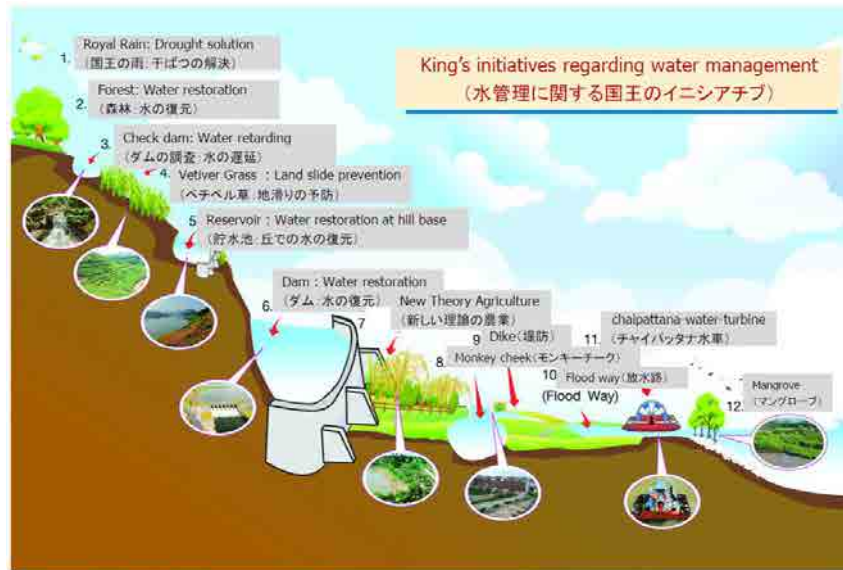 King's initiatives regarding water management
(水管理に関する国王のイニシアチブ)
1. Royal Rain: Drought solution
(国王の雨:干ばつの解決)
2. Forest: Water restoration
(森林:水の復元)
3. Check dam: Water retarding
(ダムの調査:水の遅延)
4. Vetiver Grass : Land slide prevention
(ベチベル草:地滑りの予防)
5 Reservoir : Water restoration at hill base
(貯水池:丘での水の復元)
6. Dam : Water restoration
(ダム:水の復元)
7 New Theory Agriculture
(新しい理論の農業)
8. Monkey cheek(モンキーチーク)
9 Dike(堤防)
10 Flood way(放水路)
(Flood Way)
11. chaipattana-water-turbine
(チャイパッタナ水車)
12. Mangrove
(マングローブ)